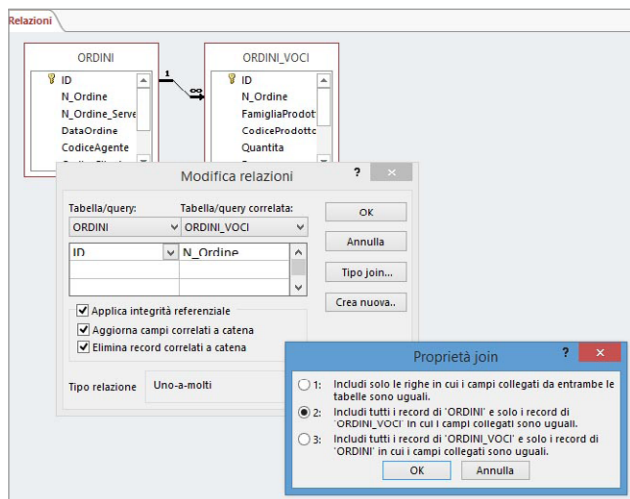 Relazioni
ORDINI
ID
N_Ordine
N_Ordine_Serve
DataOrdine
CodiceAgente
1
∞
ORDINI_VOCI
ID
N_Ordine
FamigliaProdott
CodiceProdotto
Quantita
Modifica relazioni
? ×
Tabella/query: Tabella/query correlata:
ORDINI ORDINI_VOCI
ID N_Ordine
Applica integrità referenziale
Aggiorna campi correlati a catena
Elimina record correlati a catena
Tipo relazione Uno-a-molti
OK
Annulla
Tipo join...
Crea nuova..
Proprietà join
? ×
1: Includi solo le righe in cui i campi collegati da entrambe le
tabelle sono uguali.
2: Includi tutti i record di 'ORDINI' e solo i record di
'ORDINI_VOCI' in cui i campi collegati sono uguali.
3: Includi tutti i record di 'ORDINI_VOCI' e solo i record di
'ORDINI' in cui i campi collegati sono uguali.
OK Annulla